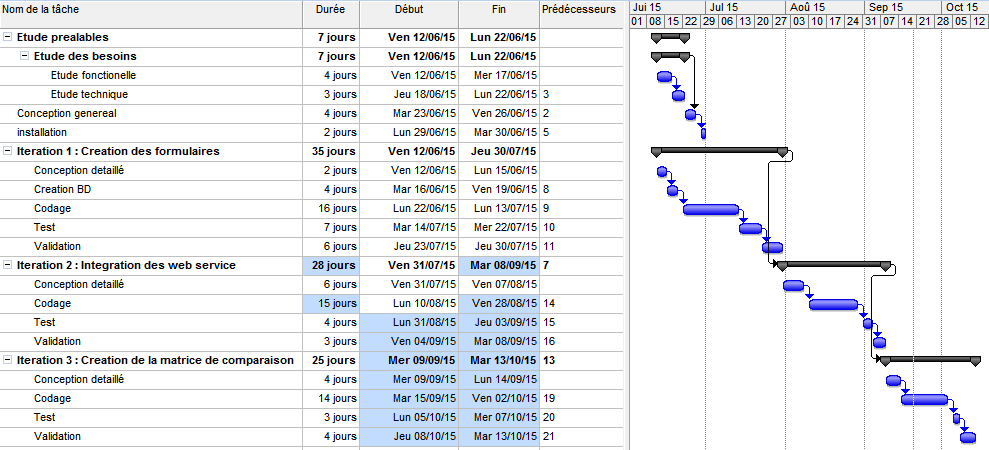 Nom de la tâche Durée Début Fin Prédécesseurs Jui 15 Jul 15 Aoû 15 Sep 15 Oct 15
01 08 15 22 29 06 13 20 27 03 10 17 24 31 07 14 21 28 05 12
Etude prealables 7 jours Ven 12/06/15 Lun 22/06/15
Etude des besoins 7 jours Ven 12/06/15 Lun 22/06/15
Etude fonctionelle 4 jours Ven 12/06/15 Mer 17/06/15
Etude technique 3 jours Jeu 18/06/15 Lun 22/06/15 3
Conception genereal 4 jours Mar 23/06/15 Ven 26/06/15 2
installation 2 jours Lun 29/06/15 Mar 30/06/15 5
Iteration 1 : Creation des formulaires 35 jours Ven 12/06/15 Jeu 30/07/15
Conception detaillé 2 jours Ven 12/06/15 Lun 15/06/15
Creation BD 4 jours Mar 16/06/15 Ven 19/06/15 8
Codage 16 jours Lun 22/06/15 Lun 13/07/15 9
Test 7 jours Mar 14/07/15 Mer 22/07/15 10
Validation 6 jours Jeu 23/07/15 Jeu 30/07/15 11
Iteration 2 : Integration des web service 28 jours Ven 31/07/15 Mar 08/09/15 7
Conception detaillé 6 jours Ven 31/07/15 Ven 07/08/15
Codage 15 jours Lun 10/08/15 Ven 28/08/15 14
Test 4 jours Lun 31/08/15 Jeu 03/09/15 15
Validation 3 jours Ven 04/09/15 Mar 08/09/15 16
Iteration 3 : Creation de la matrice de comparaison 25 jours Mer 09/09/15 Mar 13/10/15 13
Conception detaillé 4 jours Mer 09/09/15 Lun 14/09/15
Codage 14 jours Mar 15/09/15 Ven 02/10/15 19
Test 3 jours Lun 05/10/15 Mer 07/10/15 20
Validation 4 jours Jeu 08/10/15 Mar 13/10/15 21